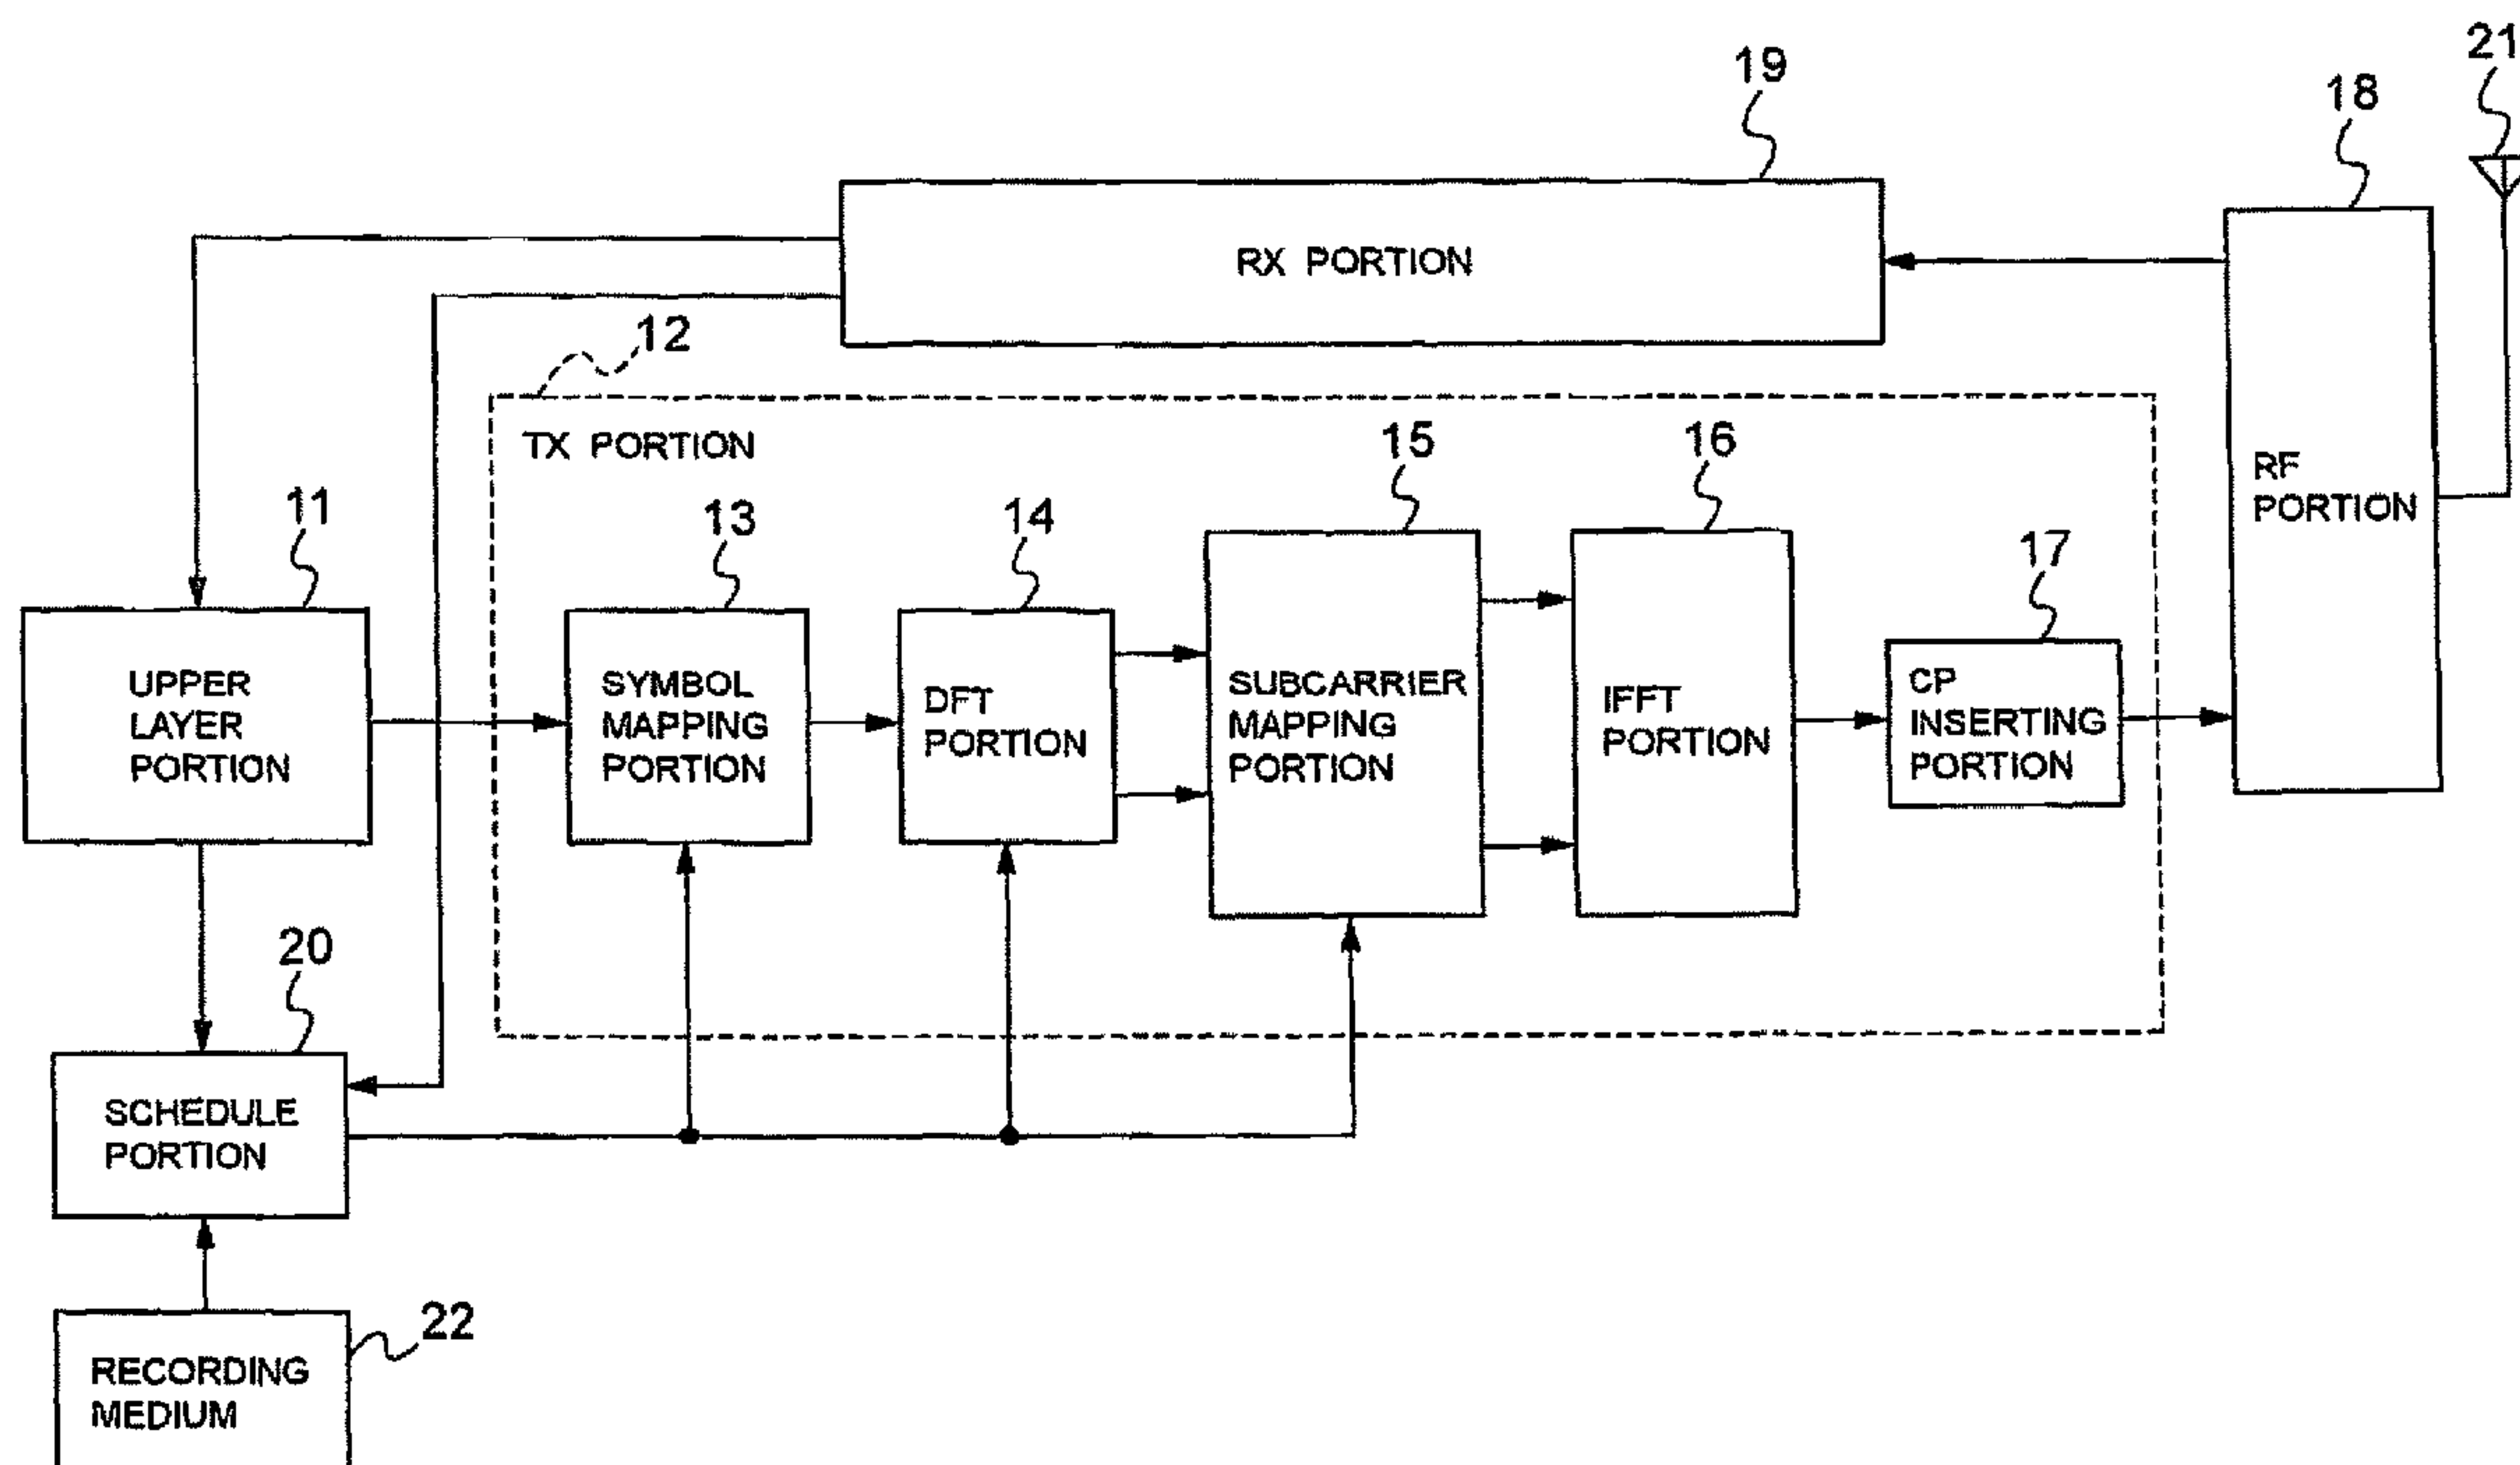 21
19
18
RX PORTION
12
TX PORTION
15
16
RF
PORTION
11
13
14
17
UPPER
LAYER
PORTION
SYMBOL
MAPPING
PORTION
DFT
PORTION
SUBCARRIER
MAPPING
PORTION
IFFT
PORTION
CP
INSERTING
PORTION
20
SCHEDULE
PORTION
22
RECORDING
MEDIUM